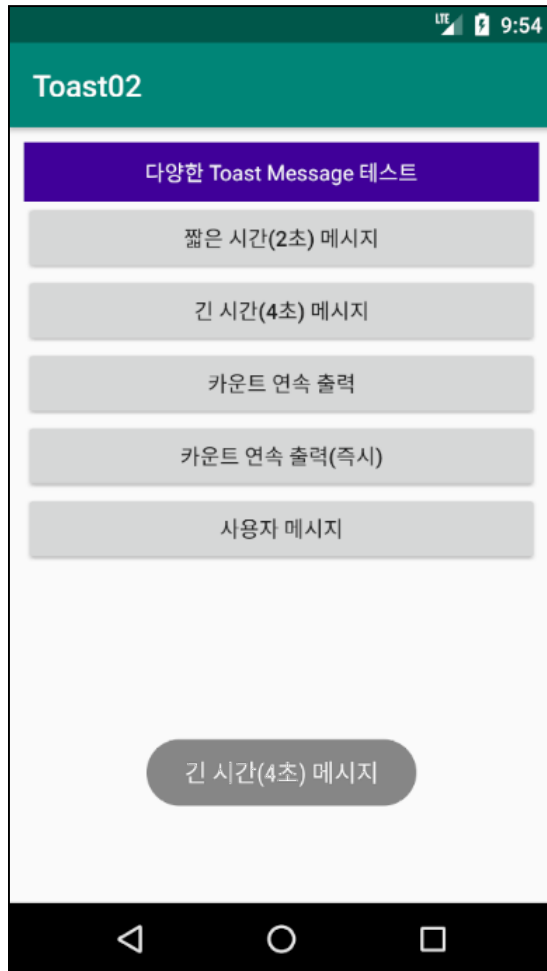 LTE 9:54
Toast02
다양한 Toast Message 테스트
짧은 시간(2초) 메시지
긴 시간(4초) 메시지
카운트 연속 출력
카운트 연속 출력(즉시)
사용자 메시지
긴 시간(4초) 메시지